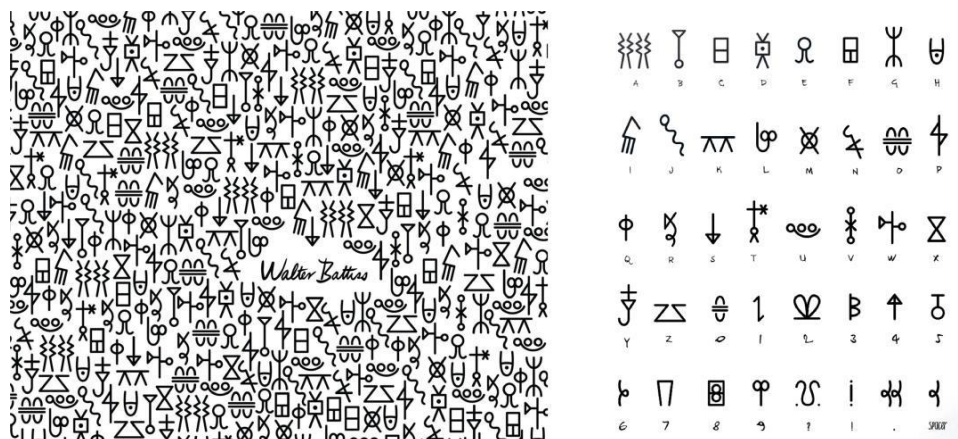 Walter Battiss
A B C D E F G H
I J K L M N O P
Q R S T U V W X
Y Z 0 1 2 3 4 5
6 7 8 9 ? ! .